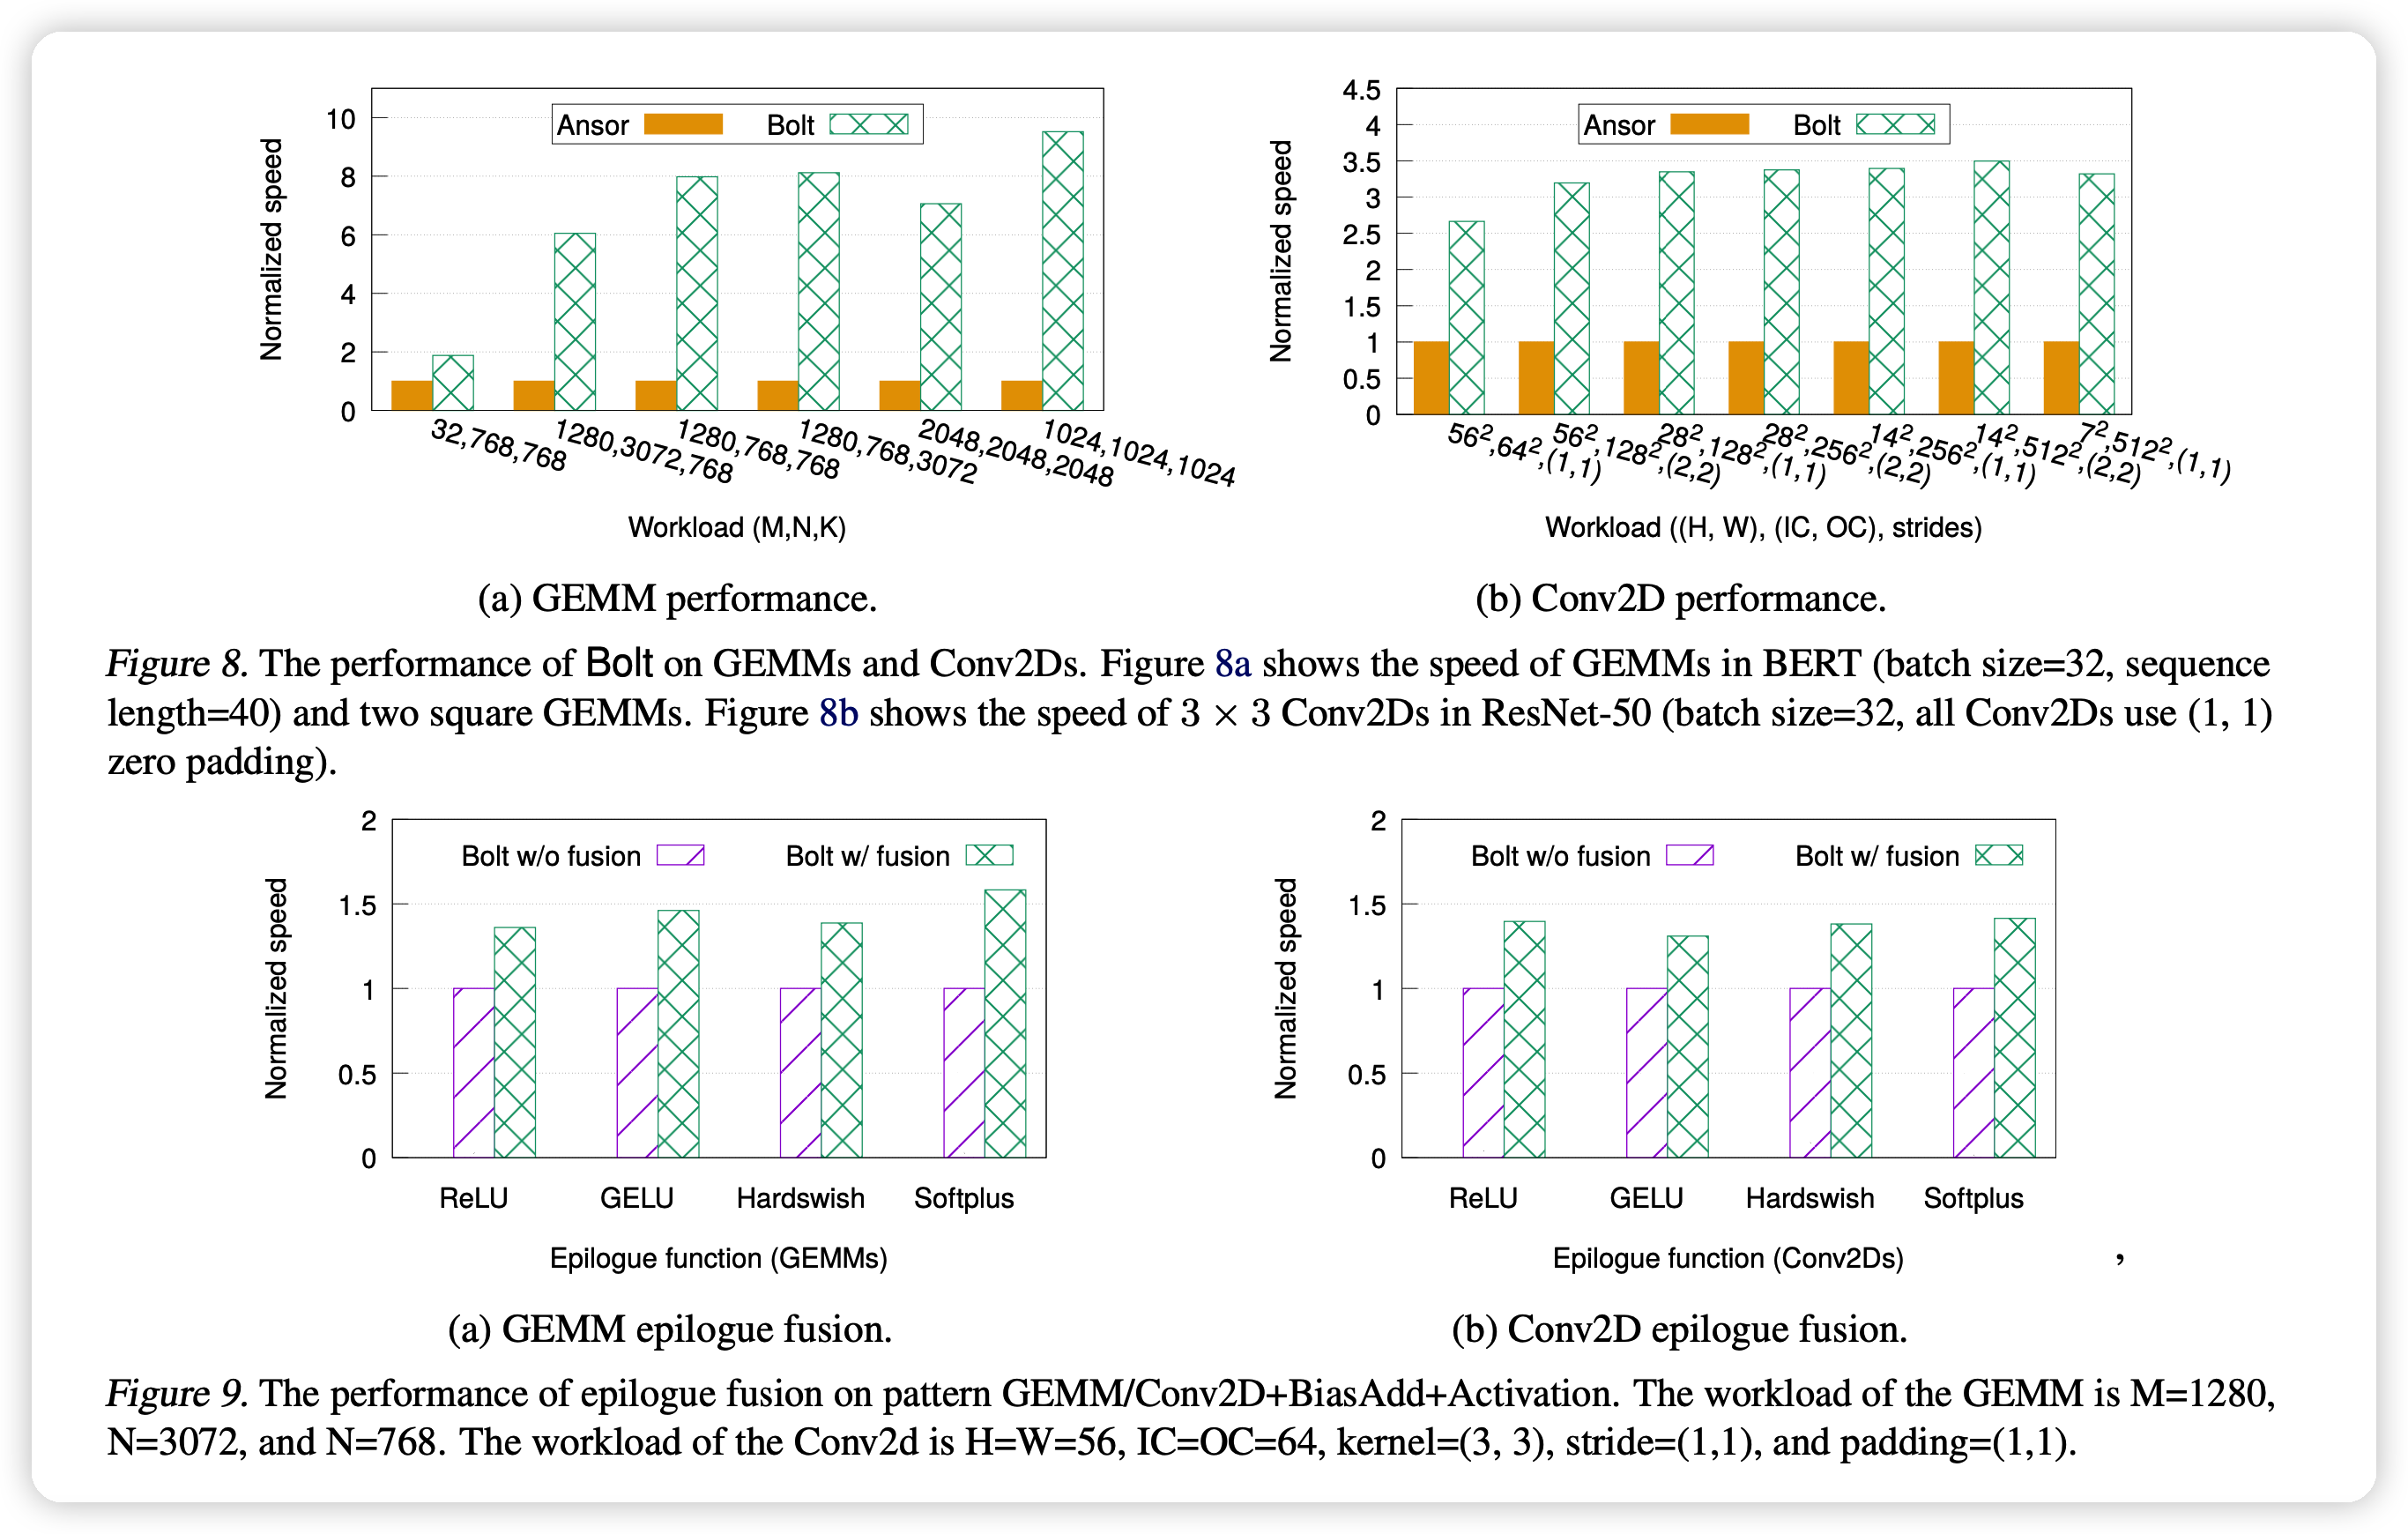 10
8
6
4
2
0
Normalized speed
Ansor Bolt
32,768,768
1280,3072,768
1280,768,768
1280,768,3072
2048,2048,2048
1024,1024,1024
Workload (M,N,K)
(a) GEMM performance.
4.5
4
3.5
3
2.5
2
1.5
1
0.5
0
Normalized speed
Ansor Bolt
56²,64²,(1,1)
56²,128²,(2,2)
28²,128²,(1,1)
28²,256²,(2,2)
14²,256²,(1,1)
14²,512²,(2,2)
7²,512²,(1,1)
Workload ((H, W), (IC, OC), strides)
(b) Conv2D performance.
Figure 8. The performance of Bolt on GEMMs and Conv2Ds. Figure 8a shows the speed of GEMMs in BERT (batch size=32, sequence
length=40) and two square GEMMs. Figure 8b shows the speed of 3 × 3 Conv2Ds in ResNet-50 (batch size=32, all Conv2Ds use (1, 1)
zero padding).
2
1.5
1
0.5
0
Normalized speed
Bolt w/o fusion Bolt w/ fusion
ReLU GELU Hardswish Softplus
Epilogue function (GEMMs)
(a) GEMM epilogue fusion.
2
1.5
1
0.5
0
Normalized speed
Bolt w/o fusion Bolt w/ fusion
ReLU GELU Hardswish Softplus
Epilogue function (Conv2Ds) ,
(b) Conv2D epilogue fusion.
Figure 9. The performance of epilogue fusion on pattern GEMM/Conv2D+BiasAdd+Activation. The workload of the GEMM is M=1280,
N=3072, and N=768. The workload of the Conv2d is H=W=56, IC=OC=64, kernel=(3, 3), stride=(1,1), and padding=(1,1).